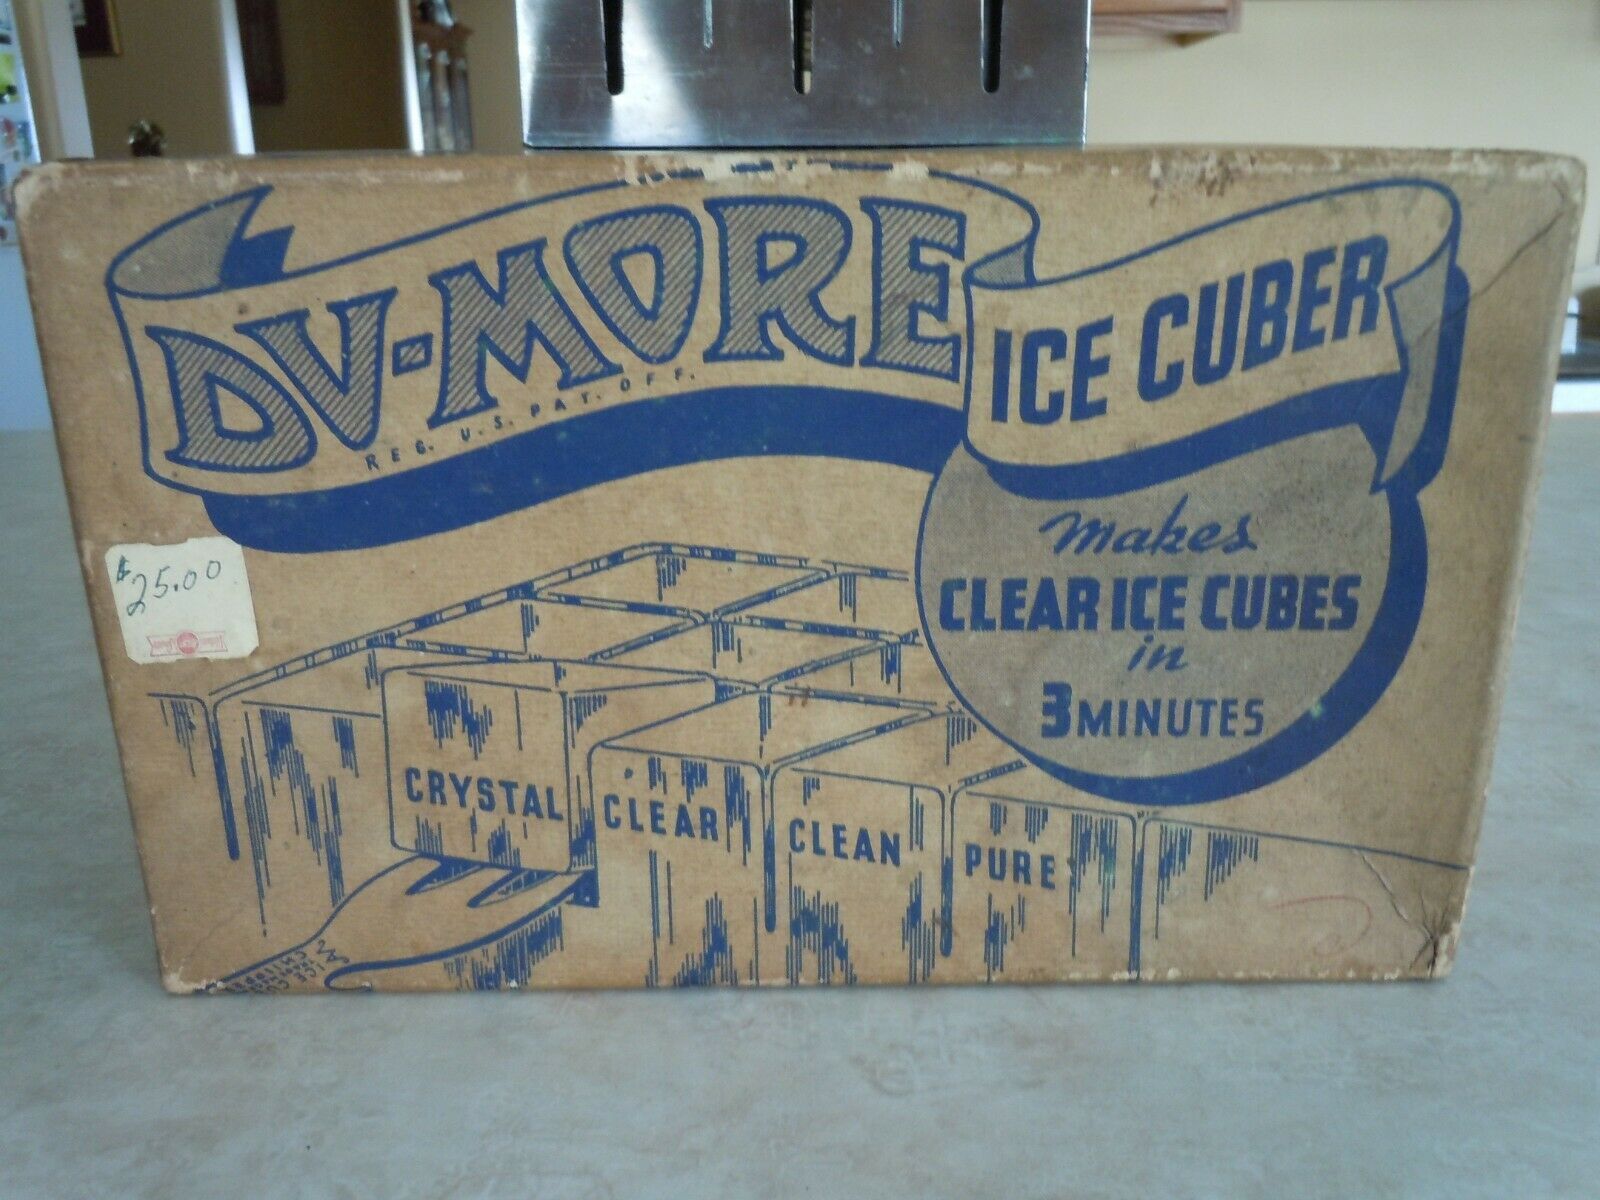 DV-MORE
REG. U.S. PAT. OFF.
ICE CUBER
makes
CLEAR ICE CUBES
in
3 MINUTES
$25.00
CRYSTAL
CLEAR
CLEAN
PURE